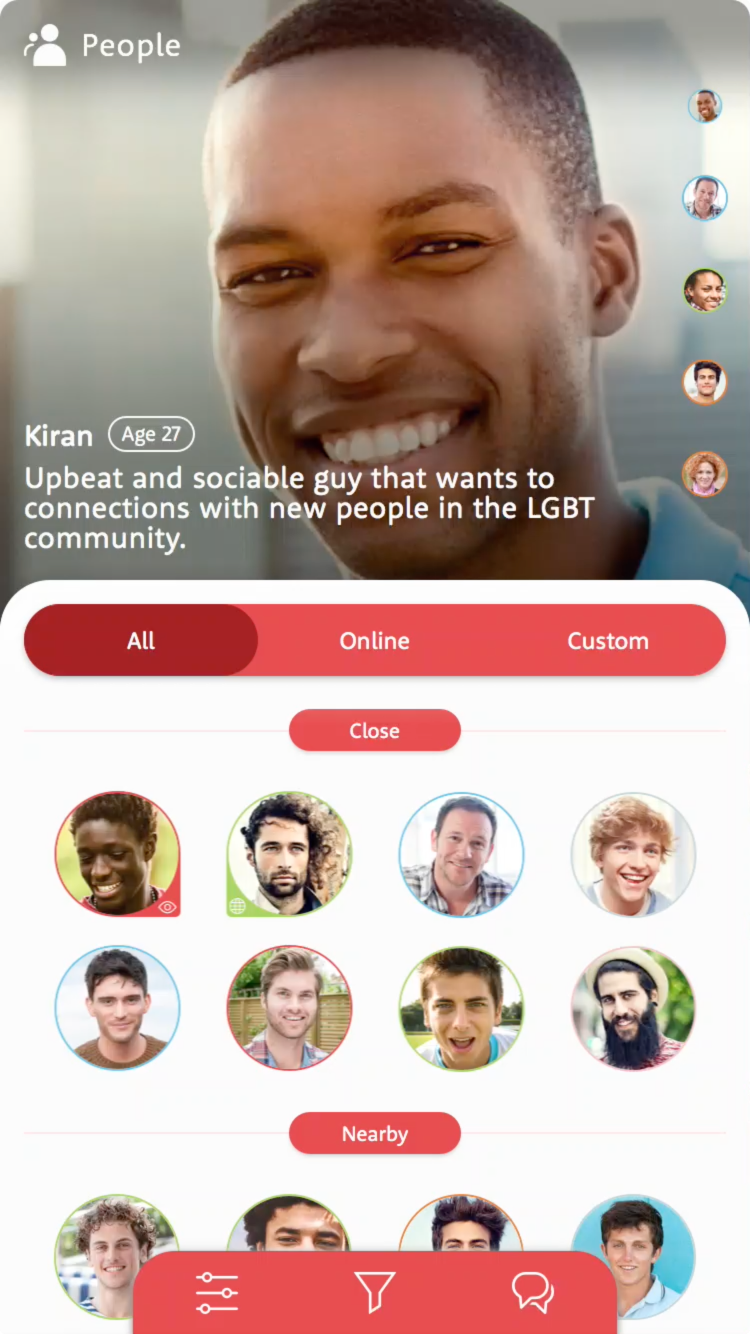 People
Kiran Age 27
Upbeat and sociable guy that wants to
connections with new people in the LGBT
community.
All Online Custom
Close
Nearby